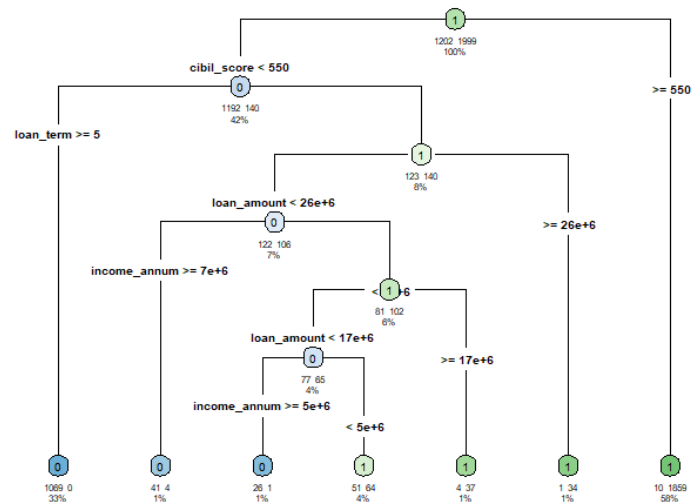 1
1202 1999
100%
cibil_score < 550
>= 550
0
1192 140
42%
loan_term >= 5
1
123 140
8%
loan_amount < 26e+6
>= 26e+6
0
122 106
7%
income_annum >= 7e+6
<
1
+6
81 102
6%
loan_amount < 17e+6
>= 17e+6
0
77 65
4%
income_annum >= 5e+6
< 5e+6
0 0 0 1 1 1 1
1069 0 41 4 26 1 51 64 4 37 1 34 10 1859
33% 1% 1% 4% 1% 1% 58%